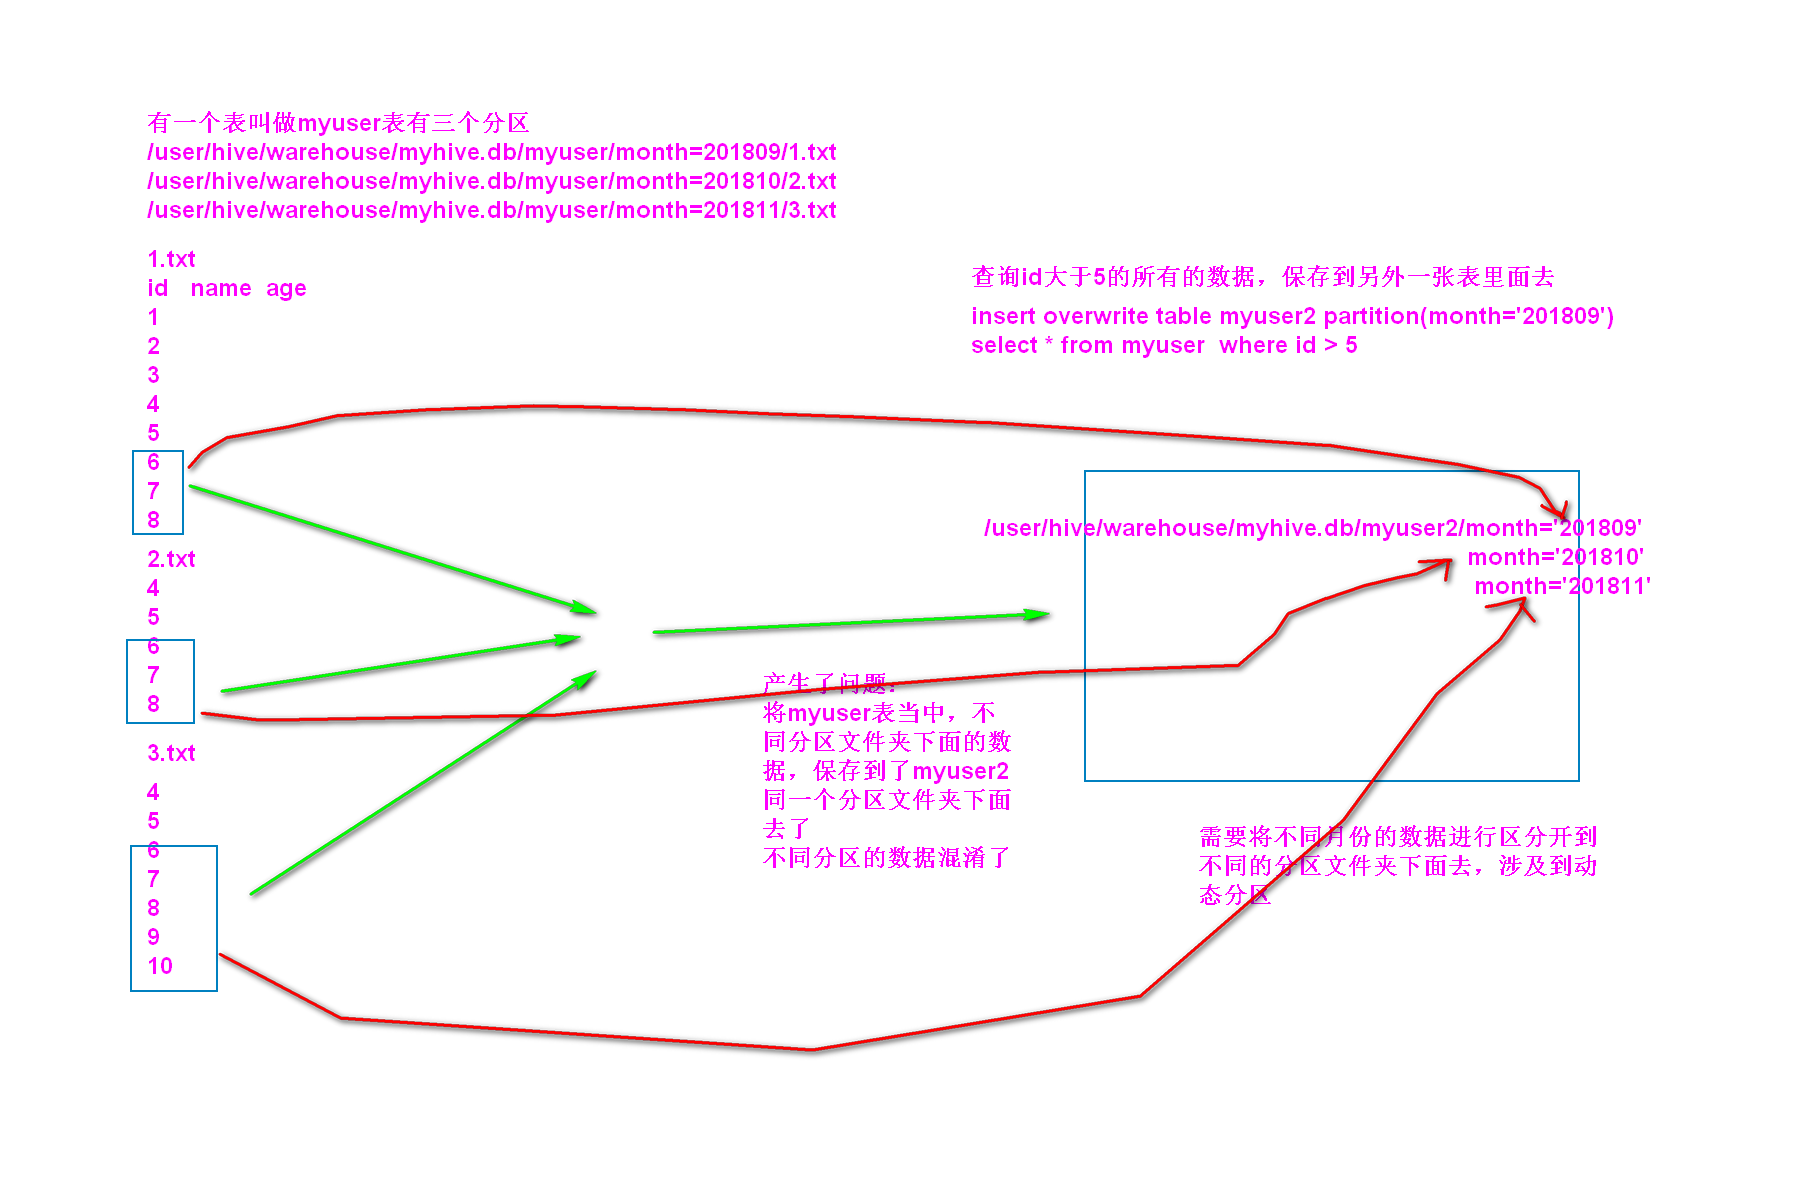 有一个表叫做myuser表有三个分区
/user/hive/warehouse/myhive.db/myuser/month=201809/1.txt
/user/hive/warehouse/myhive.db/myuser/month=201810/2.txt
/user/hive/warehouse/myhive.db/myuser/month=201811/3.txt
1.txt
id name age
1
2
3
4
5
6
7
8
2.txt
4
5
6
7
8
3.txt
4
5
6
7
8
9
10
查询id大于5的所有的数据，保存到另外一张表里面去
insert overwrite table myuser2 partition(month='201809')
select * from myuser where id > 5
/user/hive/warehouse/myhive.db/myuser2/month='201809'
month='201810'
month='201811'
产生了问题：
将myuser表当中，不
同分区文件夹下面的数
据，保存到了myuser2
同一个分区文件夹下面
去了
不同分区的数据混淆了
需要将不同月份的数据进行区分开到
不同的分区文件夹下面去，涉及到动
态分区